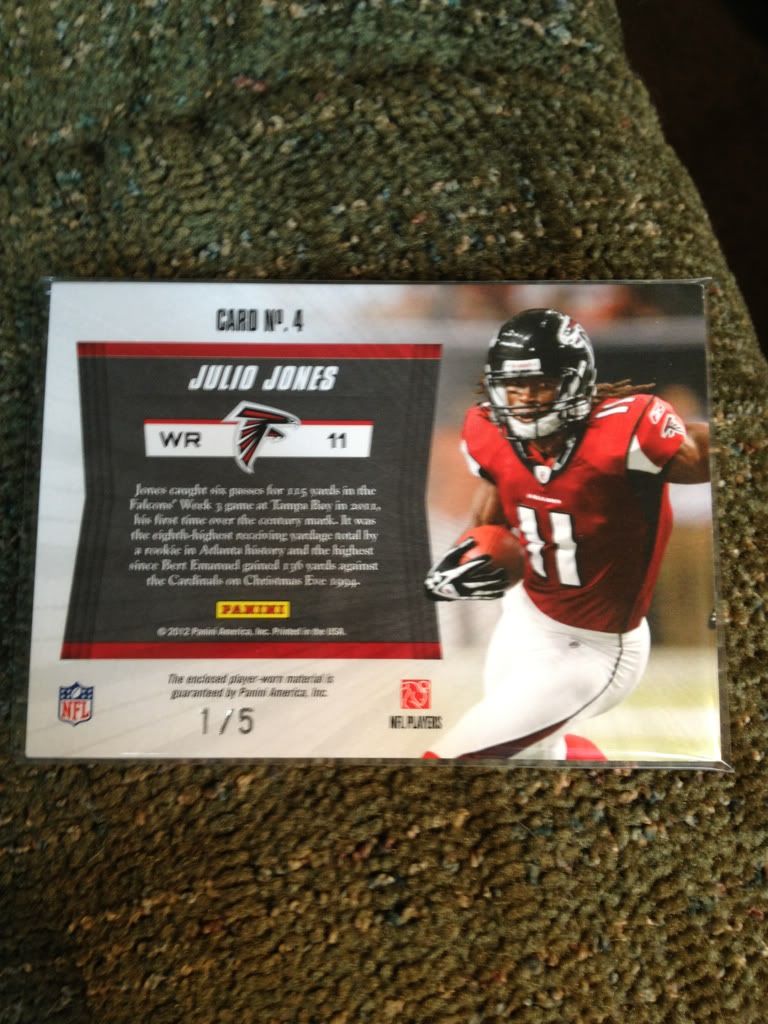 CARD Nº. 4
JULIO JONES
WR 11
Jones caught six passes for 115 yards in the
Falcons' Week 3 game at Tampa Bay in 2011,
his first time over the century mark. It was
the eighth-highest receiving yardage total by
a rookie in Atlanta history and the highest
since Bert Emanuel gained 136 yards against
the Cardinals on Christmas Eve 1994.
PANINI
© 2012 Panini America, Inc. Printed in the USA.
The enclosed player-worn material is
guaranteed by Panini America, Inc.
1/5
NFL
NFL PLAYERS
11
11